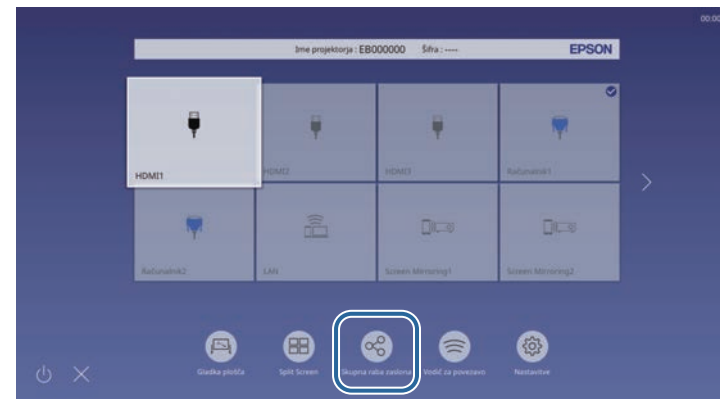 00:00
Ime projektorja : EB000000 Šifra : ---- EPSON
HDMI1 HDMI2 HDMI3 Računalnik1
Računalnik2 LAN Screen Mirroring1 Screen Mirroring2
Gladka plošča Split Screen Skupna raba zaslona Vodič za povezavo Nastavitve